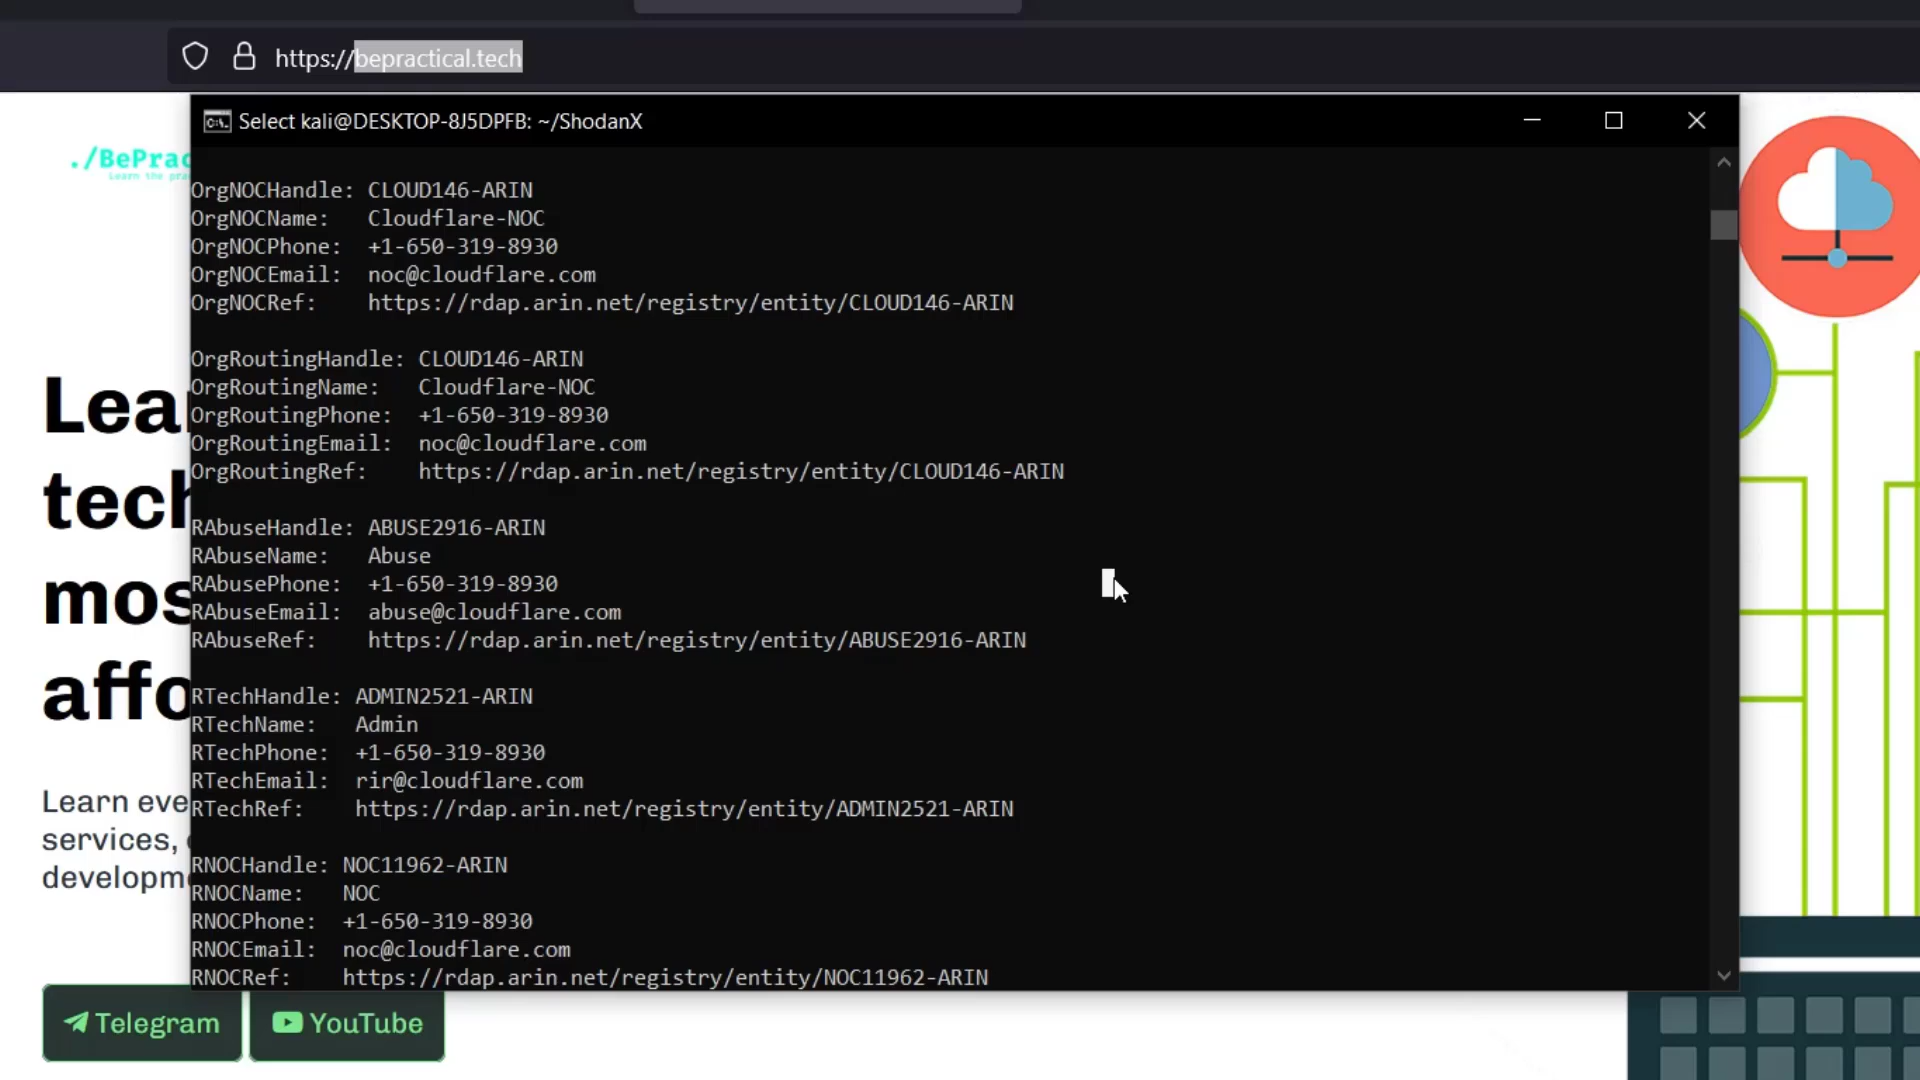 https://bepractical.tech
Select kali@DESKTOP-8J5DPFB: ~/ShodanX
./BePrac
Learn the pra
OrgNOCHandle: CLOUD146-ARIN
OrgNOCName: Cloudflare-NOC
OrgNOCPhone: +1-650-319-8930
OrgNOCEmail: noc@cloudflare.com
OrgNOCRef: https://rdap.arin.net/registry/entity/CLOUD146-ARIN
OrgRoutingHandle: CLOUD146-ARIN
OrgRoutingName: Cloudflare-NOC
OrgRoutingPhone: +1-650-319-8930
OrgRoutingEmail: noc@cloudflare.com
OrgRoutingRef: https://rdap.arin.net/registry/entity/CLOUD146-ARIN
RAbuseHandle: ABUSE2916-ARIN
RAbuseName: Abuse
RAbusePhone: +1-650-319-8930
RAbuseEmail: abuse@cloudflare.com
RAbuseRef: https://rdap.arin.net/registry/entity/ABUSE2916-ARIN
RTechHandle: ADMIN2521-ARIN
RTechName: Admin
RTechPhone: +1-650-319-8930
RTechEmail: rir@cloudflare.com
RTechRef: https://rdap.arin.net/registry/entity/ADMIN2521-ARIN
RNOCHandle: NOC11962-ARIN
RNOCName: NOC
RNOCPhone: +1-650-319-8930
RNOCEmail: noc@cloudflare.com
RNOCRef: https://rdap.arin.net/registry/entity/NOC11962-ARIN
Lea
tech
mos
affo
Learn eve
services,
developm
Telegram
YouTube